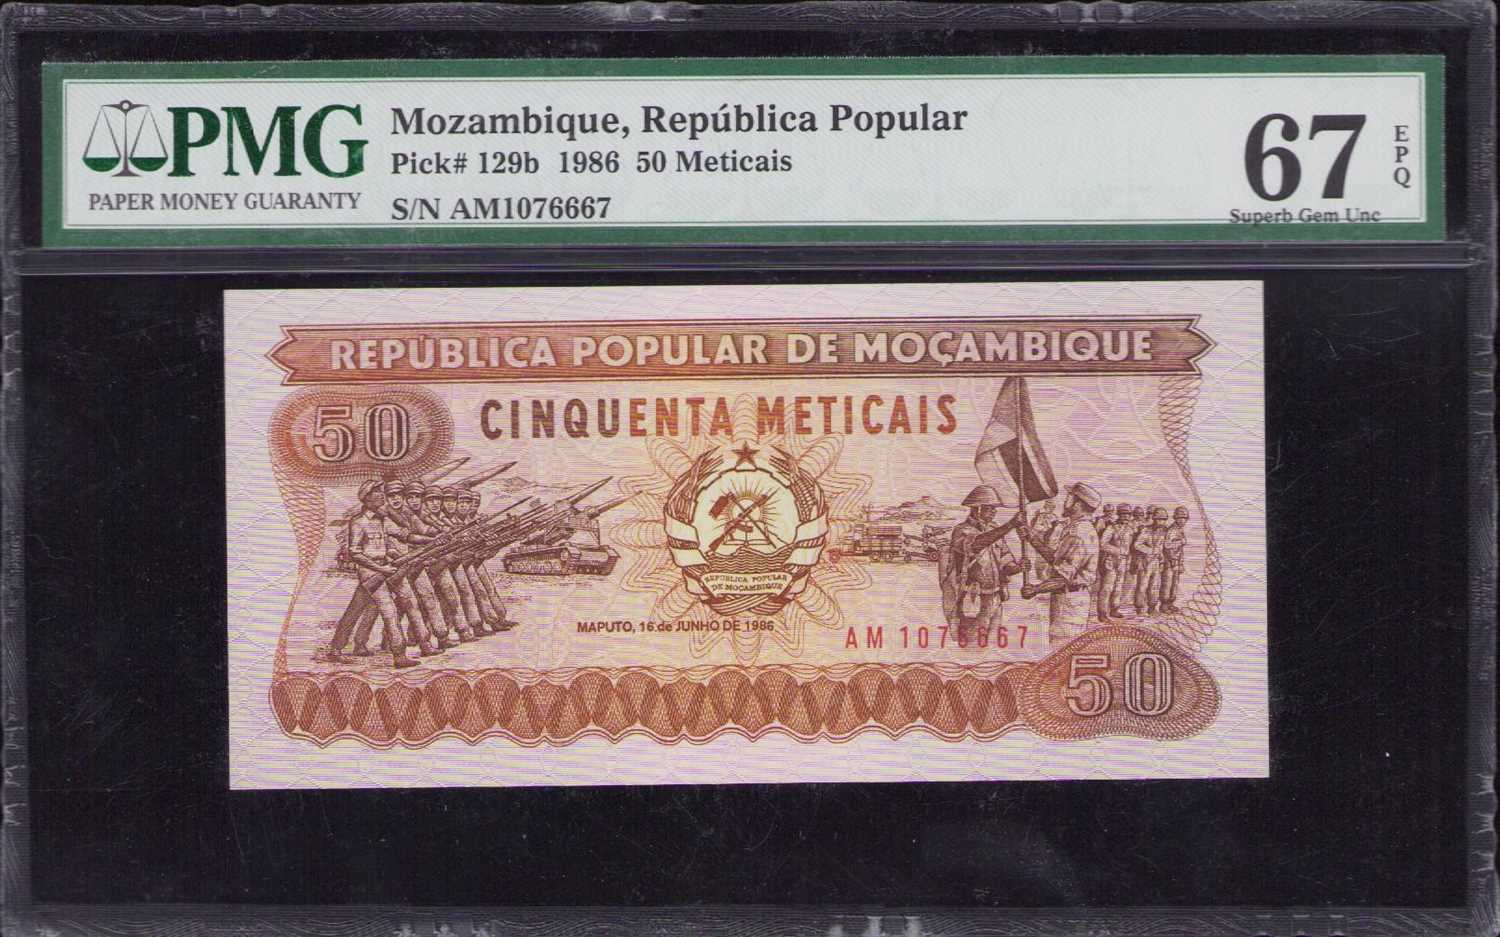 PMG
PAPER MONEY GUARANTY
Mozambique, República Popular
Pick# 129b 1986 50 Meticais
S/N AM1076667
67
EPQ
Superb Gem Unc
REPÚBLICA POPULAR DE MOÇAMBIQUE
50
CINQUENTA METICAIS
REPÚBLICA POPULAR
DE MOÇAMBIQUE
MAPUTO, 16 de JUNHO DE 1986
AM 1076667
50